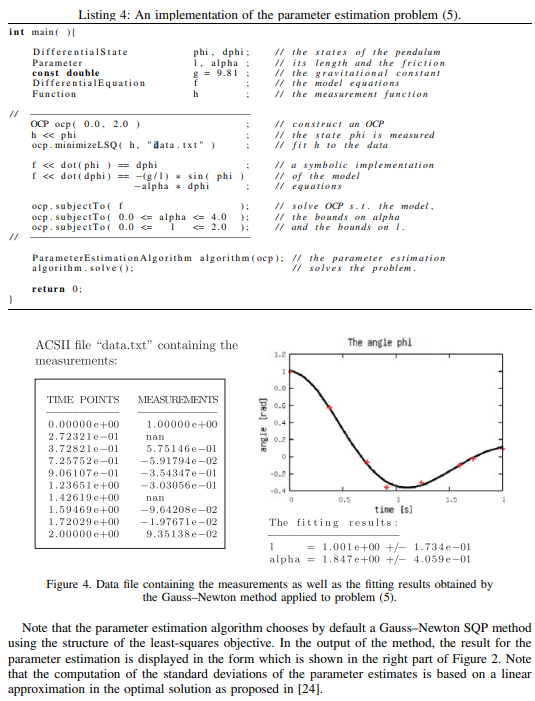 Listing 4: An implementation of the parameter estimation problem (5).
int main( ){
DifferentialState phi, dphi; // the states of the pendulum
Parameter l, alpha ; // its length and the friction
const double g = 9.81 ; // the gravitational constant
DifferentialEquation f ; // the model equations
Function h ; // the measurement function
//
OCP ocp( 0.0, 2.0 ) ; // construct an OCP
h << phi ; // the state phi is measured
ocp.minimizeLSQ( h, "data.txt" ) ; // fit h to the data
f << dot(phi ) == dphi ; // a symbolic implementation
f << dot(dphi) == -(g/l) * sin( phi ) // of the model
-alpha * dphi ; // equations
ocp.subjectTo( f ); // solve OCP s.t. the model,
ocp.subjectTo( 0.0 <= alpha <= 4.0 ); // the bounds on alpha
ocp.subjectTo( 0.0 <= l <= 2.0 ); // and the bounds on l.
//
ParameterEstimationAlgorithm algorithm(ocp); // the parameter estimation
algorithm.solve(); // solves the problem.
return 0;
}
ACSII file “data.txt” containing the
measurements:
TIME POINTS MEASUREMENTS
0.00000e+00 1.00000e+00
2.72321e-01 nan
3.72821e-01 5.75146e-01
7.25752e-01 -5.91794e-02
9.06107e-01 -3.54347e-01
1.23651e+00 -3.03056e-01
1.42619e+00 nan
1.59469e+00 -9.64208e-02
1.72029e+00 -1.97671e-02
2.00000e+00 9.35138e-02
The angle phi
angle [rad]
1.2
1
0.8
0.6
0.4
0.2
0
-0.2
-0.4
0 0.5 1 1.5 2
time [s]
The fitting results:
l = 1.001e+00 +/- 1.734e-01
alpha = 1.847e+00 +/- 4.059e-01
Figure 4. Data file containing the measurements as well as the fitting results obtained by
the Gauss–Newton method applied to problem (5).
Note that the parameter estimation algorithm chooses by default a Gauss–Newton SQP method
using the structure of the least-squares objective. In the output of the method, the result for the
parameter estimation is displayed in the form which is shown in the right part of Figure 2. Note
that the computation of the standard deviations of the parameter estimates is based on a linear
approximation in the optimal solution as proposed in [24].